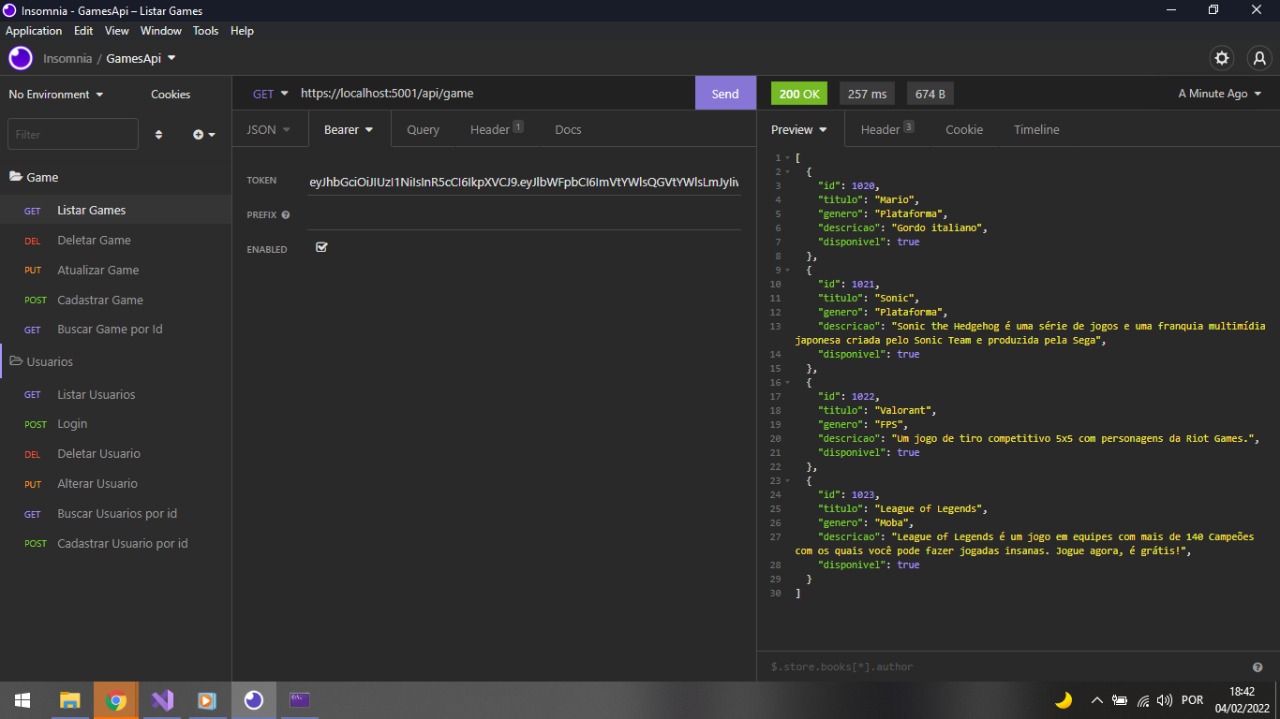 Insomnia - GamesApi – Listar Games
Application Edit View Window Tools Help
Insomnia / GamesApi
No Environment Cookies
Filter
Game
GET Listar Games
DEL Deletar Game
PUT Atualizar Game
POST Cadastrar Game
GET Buscar Game por Id
Usuarios
GET Listar Usuarios
POST Login
DEL Deletar Usuario
PUT Alterar Usuario
GET Buscar Usuarios por id
POST Cadastrar Usuario por id
GET https://localhost:5001/api/game Send
JSON Bearer Query Header 1 Docs
TOKEN
PREFIX
ENABLED
200 OK 257 ms 674 B A Minute Ago
Preview Header 3 Cookie Timeline
1 [
2 {
3 "id": 1020,
4 "titulo": "Mario",
5 "genero": "Plataforma",
6 "descricao": "Gordo italiano",
7 "disponivel": true
8 },
9 {
10 "id": 1021,
11 "titulo": "Sonic",
12 "genero": "Plataforma",
13 "descricao": "Sonic the Hedgehog é uma série de jogos e uma franquia multimídia
japonesa criada pelo Sonic Team e produzida pela Sega",
14 "disponivel": true
15 },
16 {
17 "id": 1022,
18 "titulo": "Valorant",
19 "genero": "FPS",
20 "descricao": "Um jogo de tiro competitivo 5x5 com personagens da Riot Games.",
21 "disponivel": true
22 },
23 {
24 "id": 1023,
25 "titulo": "League of Legends",
26 "genero": "Moba",
27 "descricao": "League of Legends é um jogo em equipes com mais de 140 Campeões
com os quais você pode fazer jogadas insanas. Jogue agora, é grátis!",
28 "disponivel": true
29 }
30 ]
$.store.books[*].author
POR
18:42
04/02/2022